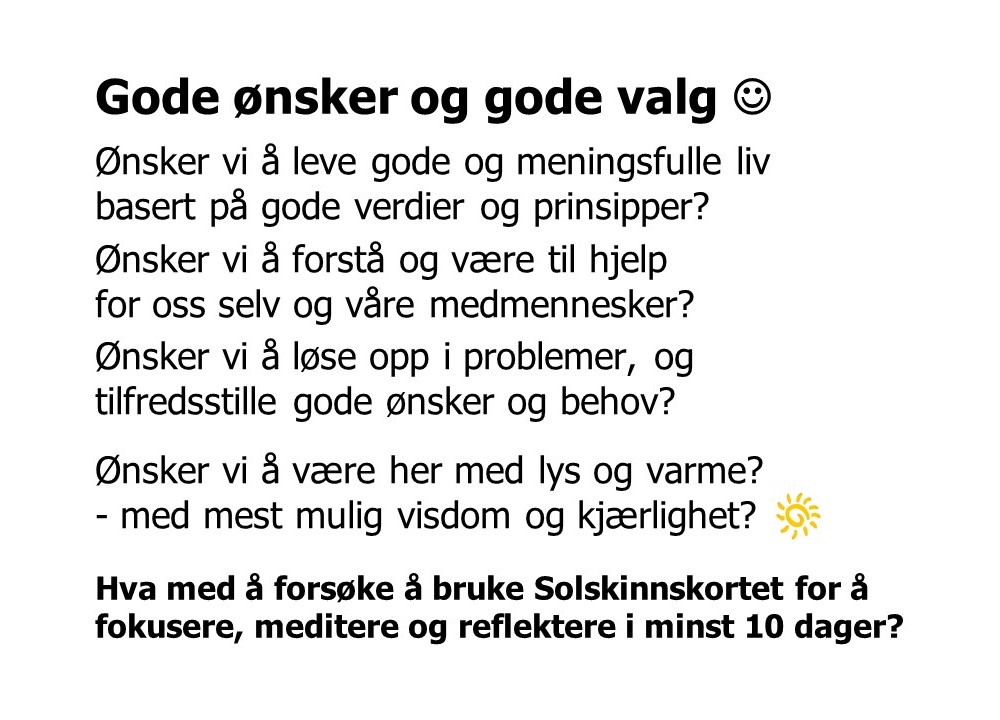 Gode ønsker og gode valg ☺
Ønsker vi å leve gode og meningsfulle liv
basert på gode verdier og prinsipper?
Ønsker vi å forstå og være til hjelp
for oss selv og våre medmennesker?
Ønsker vi å løse opp i problemer, og
tilfredsstille gode ønsker og behov?
Ønsker vi å være her med lys og varme?
- med mest mulig visdom og kjærlighet?
Hva med å forsøke å bruke Solskinnskortet for å
fokusere, meditere og reflektere i minst 10 dager?